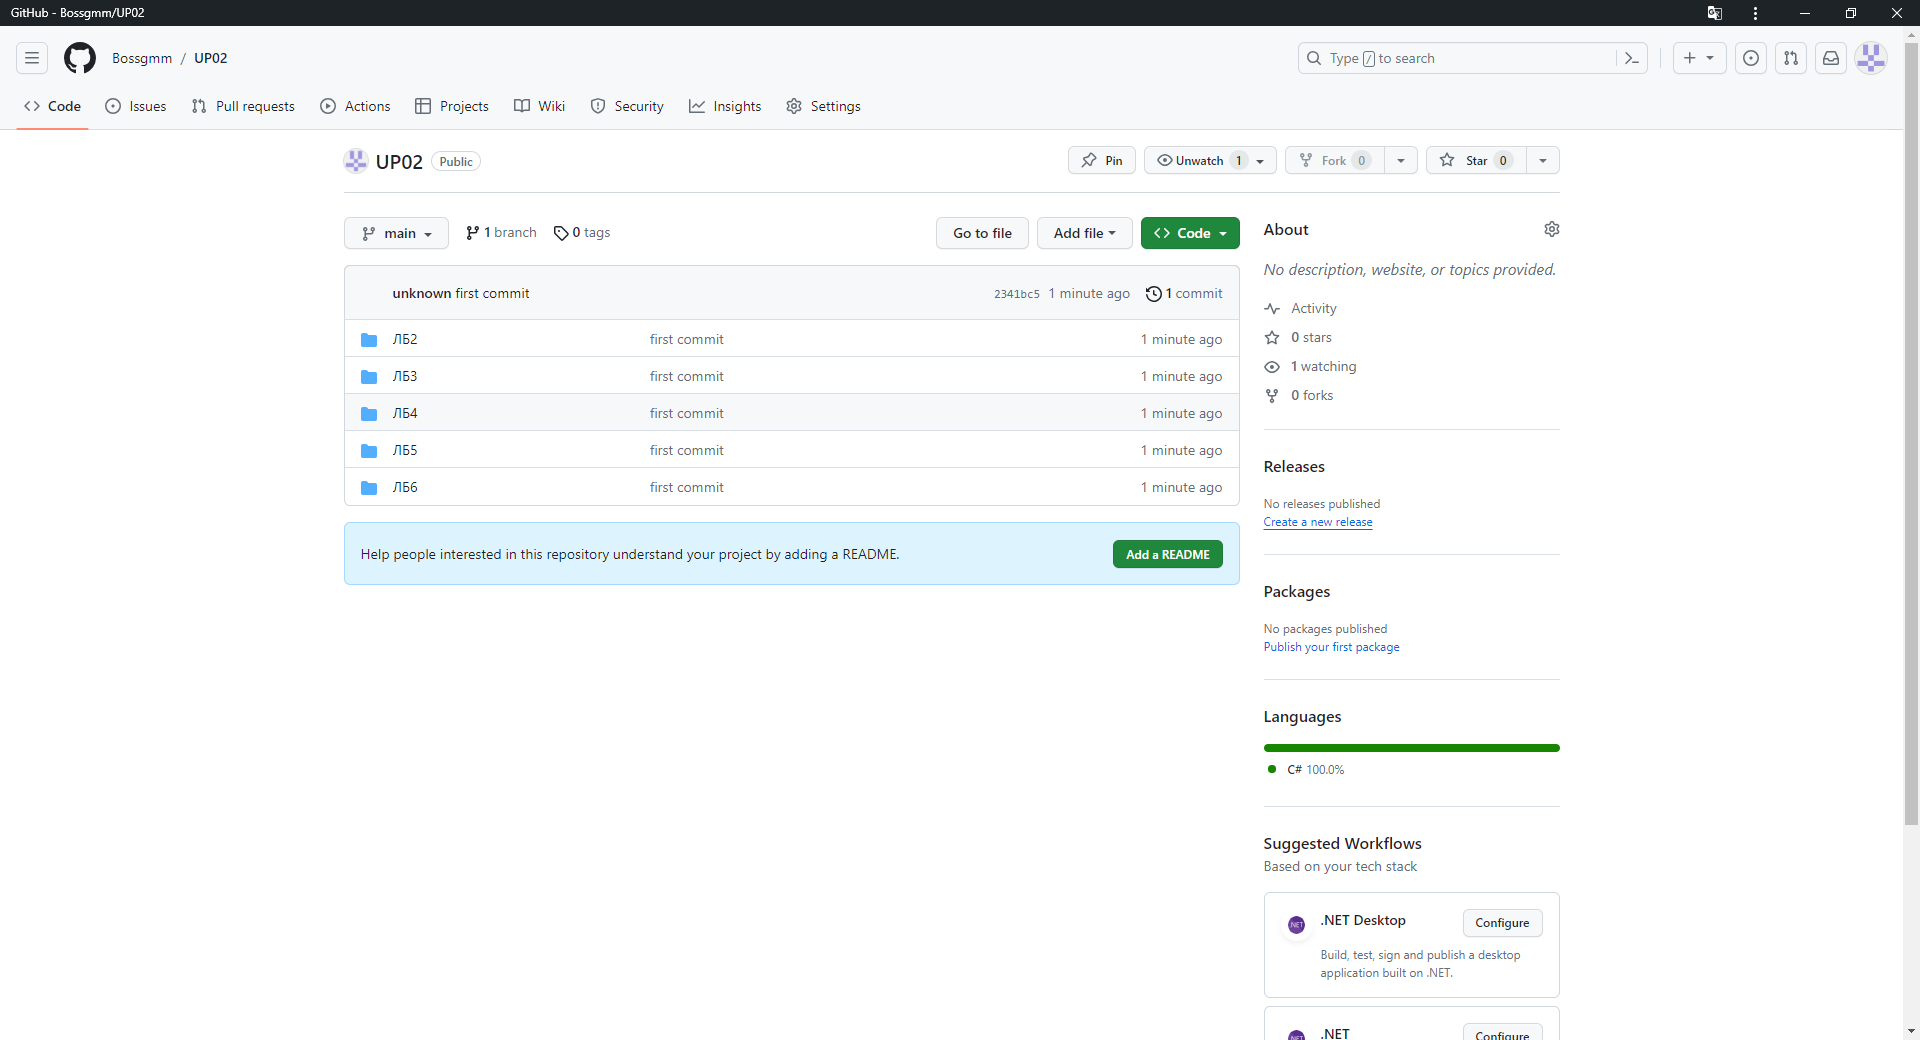 GitHub - Bossgmm/UP02
Bossgmm / UP02
Type / to search
Code Issues Pull requests Actions Projects Wiki Security Insights Settings
UP02 Public
Pin Unwatch 1 Fork 0 Star 0
main 1 branch 0 tags Go to file Add file Code
unknown first commit 2341bc5 1 minute ago 1 commit
ЛБ2 first commit 1 minute ago
ЛБ3 first commit 1 minute ago
ЛБ4 first commit 1 minute ago
ЛБ5 first commit 1 minute ago
ЛБ6 first commit 1 minute ago
Help people interested in this repository understand your project by adding a README. Add a README
About
No description, website, or topics provided.
Activity
0 stars
1 watching
0 forks
Releases
No releases published
Create a new release
Packages
No packages published
Publish your first package
Languages
C# 100.0%
Suggested Workflows
Based on your tech stack
.NET .NET Desktop Configure
Build, test, sign and publish a desktop
application built on .NET.
.NET .NET Configure